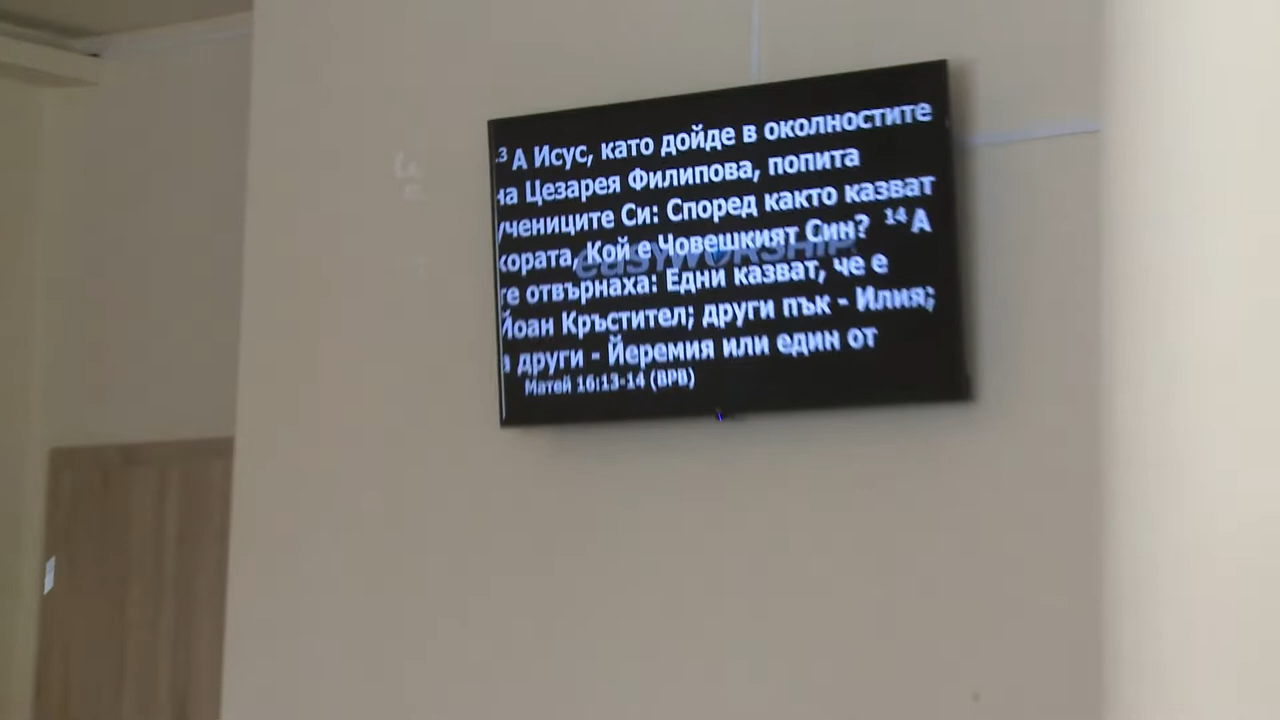 .3 А Исус, като дойде в околностите
на Цезарея Филипова, попита
учениците Си: Според както казват
хората, Кой е Човешкият Син? 14 А
те отвърнаха: Едни казват, че е
Йоан Кръстител; други пък - Илия;
а други - Йеремия или един от
Матей 16:13-14 (ВРВ)
easyworship